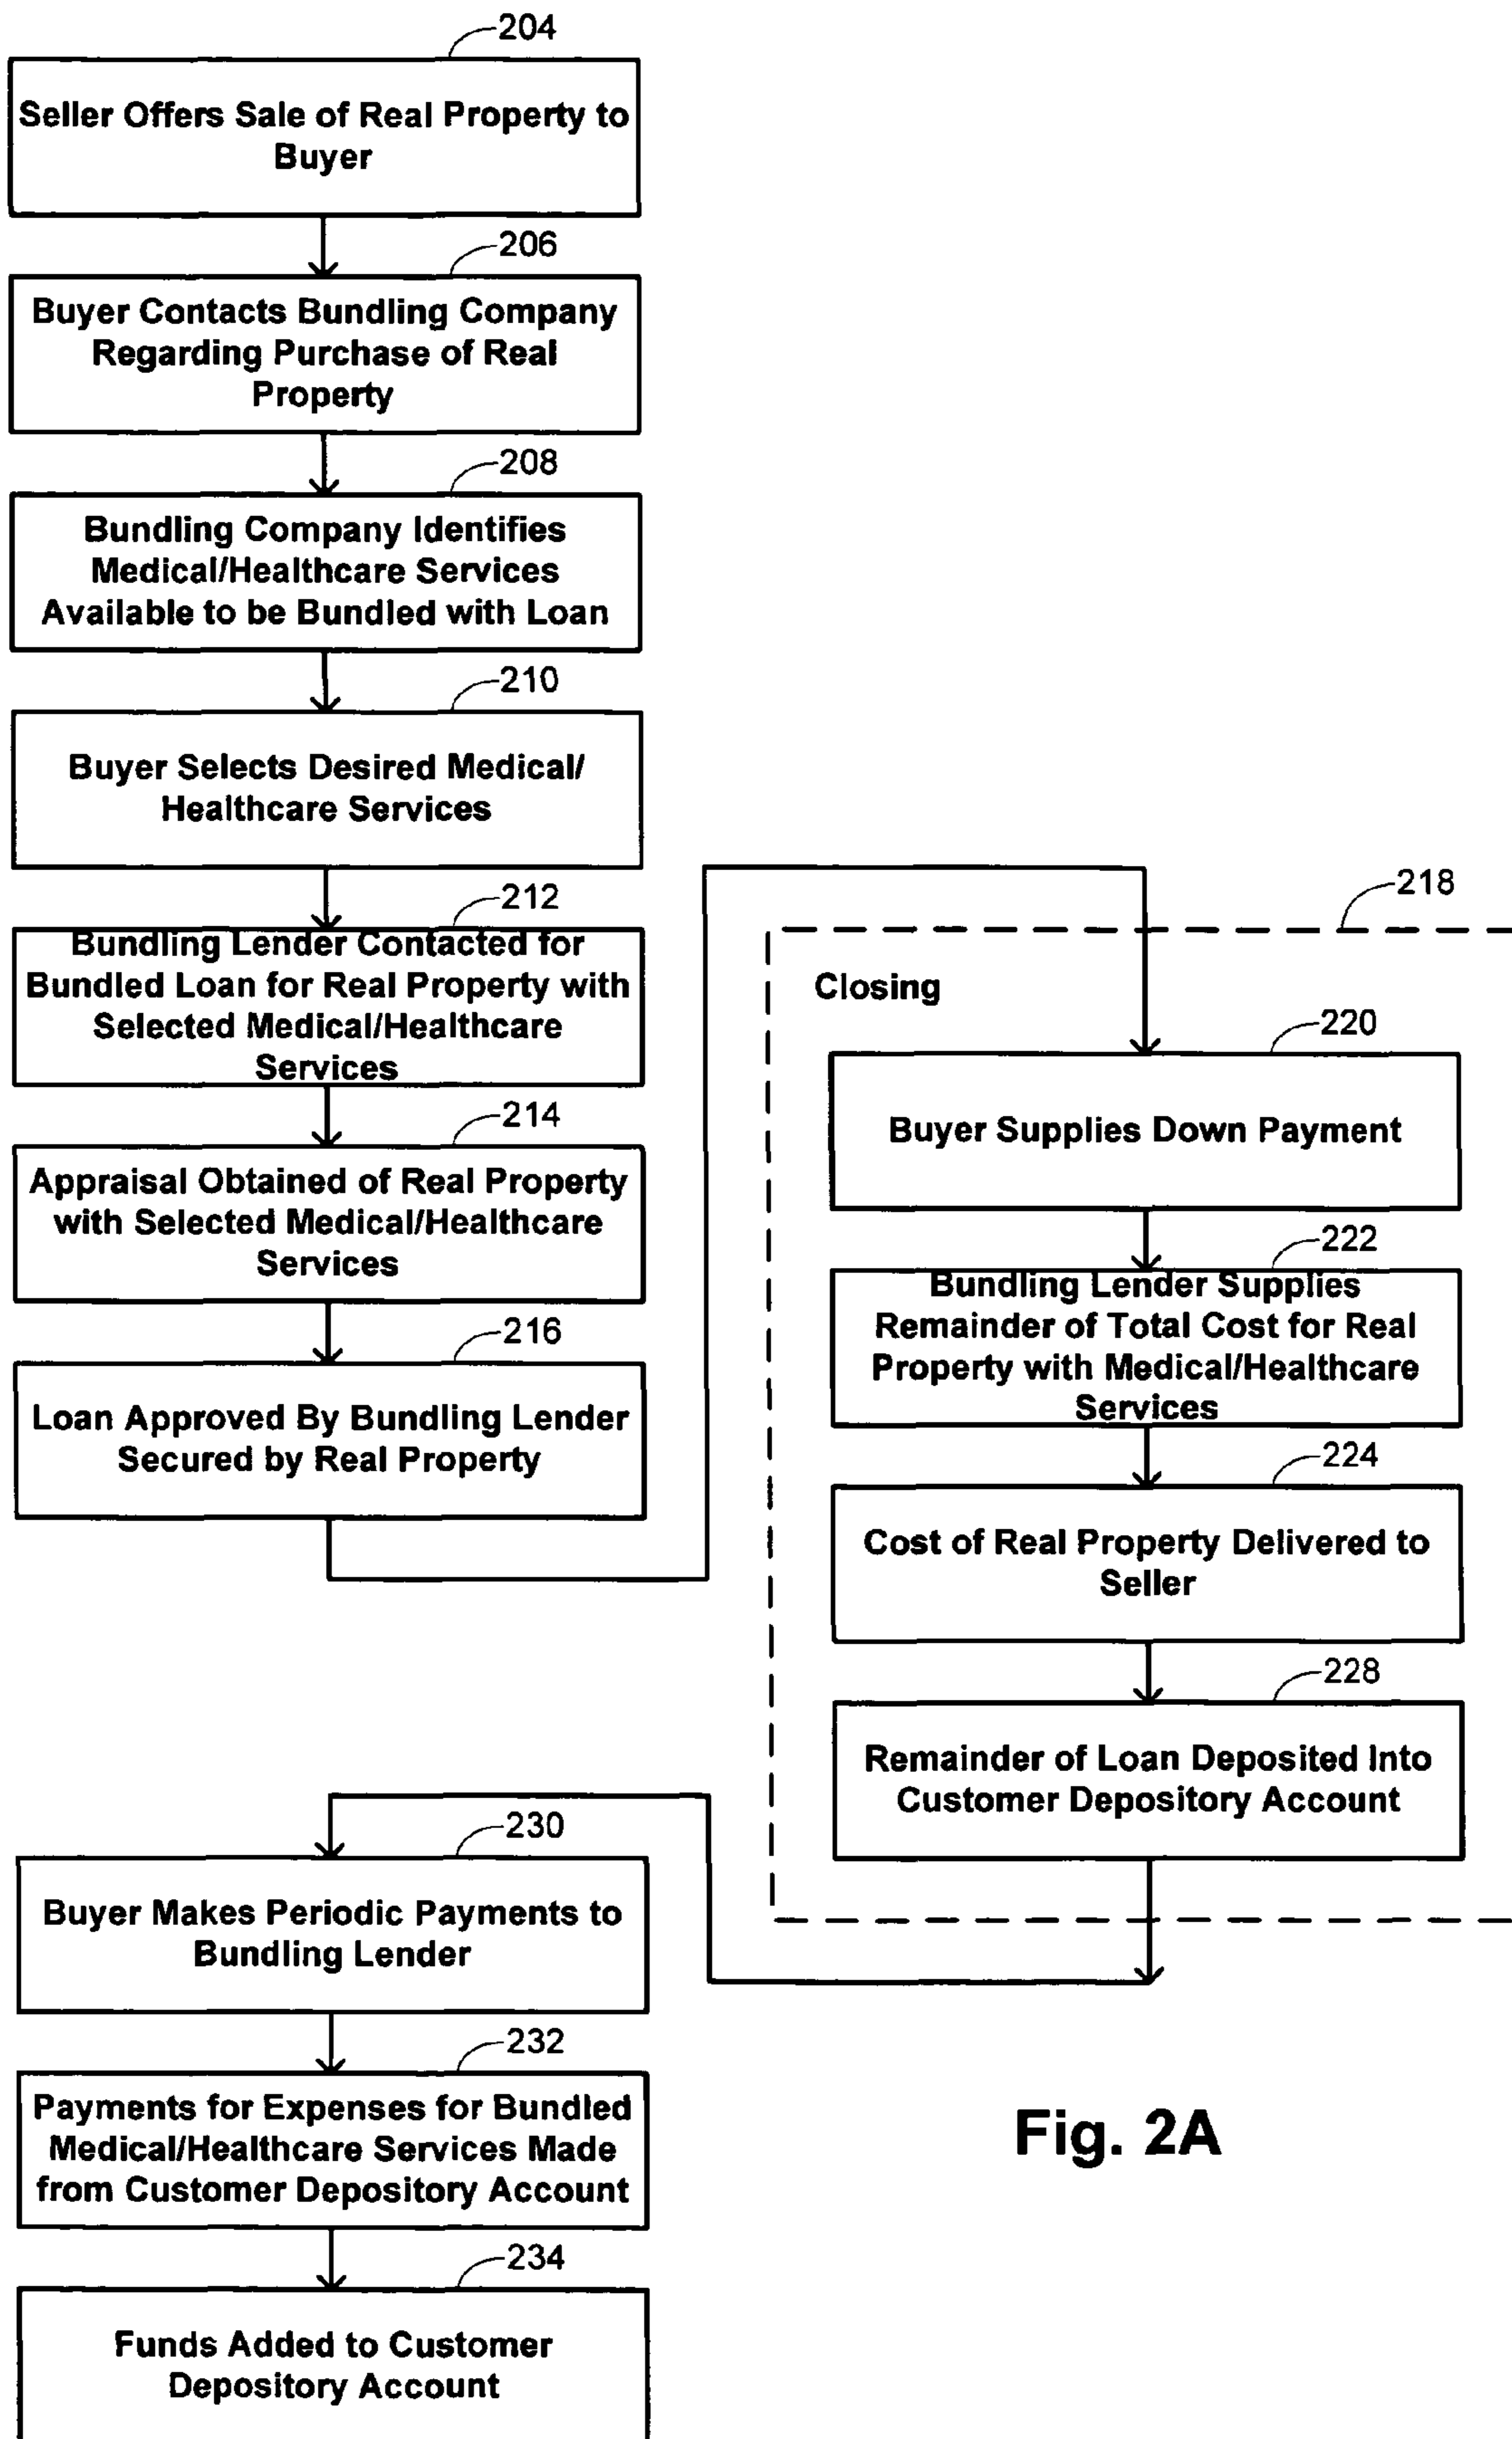 204
Seller Offers Sale of Real Property to
Buyer
206
Buyer Contacts Bundling Company
Regarding Purchase of Real
Property
208
Bundling Company Identifies
Medical/Healthcare Services
Available to be Bundled with Loan
210
Buyer Selects Desired Medical/
Healthcare Services
212
Bundling Lender Contacted for
Bundled Loan for Real Property with
Selected Medical/Healthcare
Services
214
Appraisal Obtained of Real Property
with Selected Medical/Healthcare
Services
216
Loan Approved By Bundling Lender
Secured by Real Property
218
Closing
220
Buyer Supplies Down Payment
222
Bundling Lender Supplies
Remainder of Total Cost for Real
Property with Medical/Healthcare
Services
224
Cost of Real Property Delivered to
Seller
228
Remainder of Loan Deposited Into
Customer Depository Account
230
Buyer Makes Periodic Payments to
Bundling Lender
232
Payments for Expenses for Bundled
Medical/Healthcare Services Made
from Customer Depository Account
234
Funds Added to Customer
Depository Account
Fig. 2A